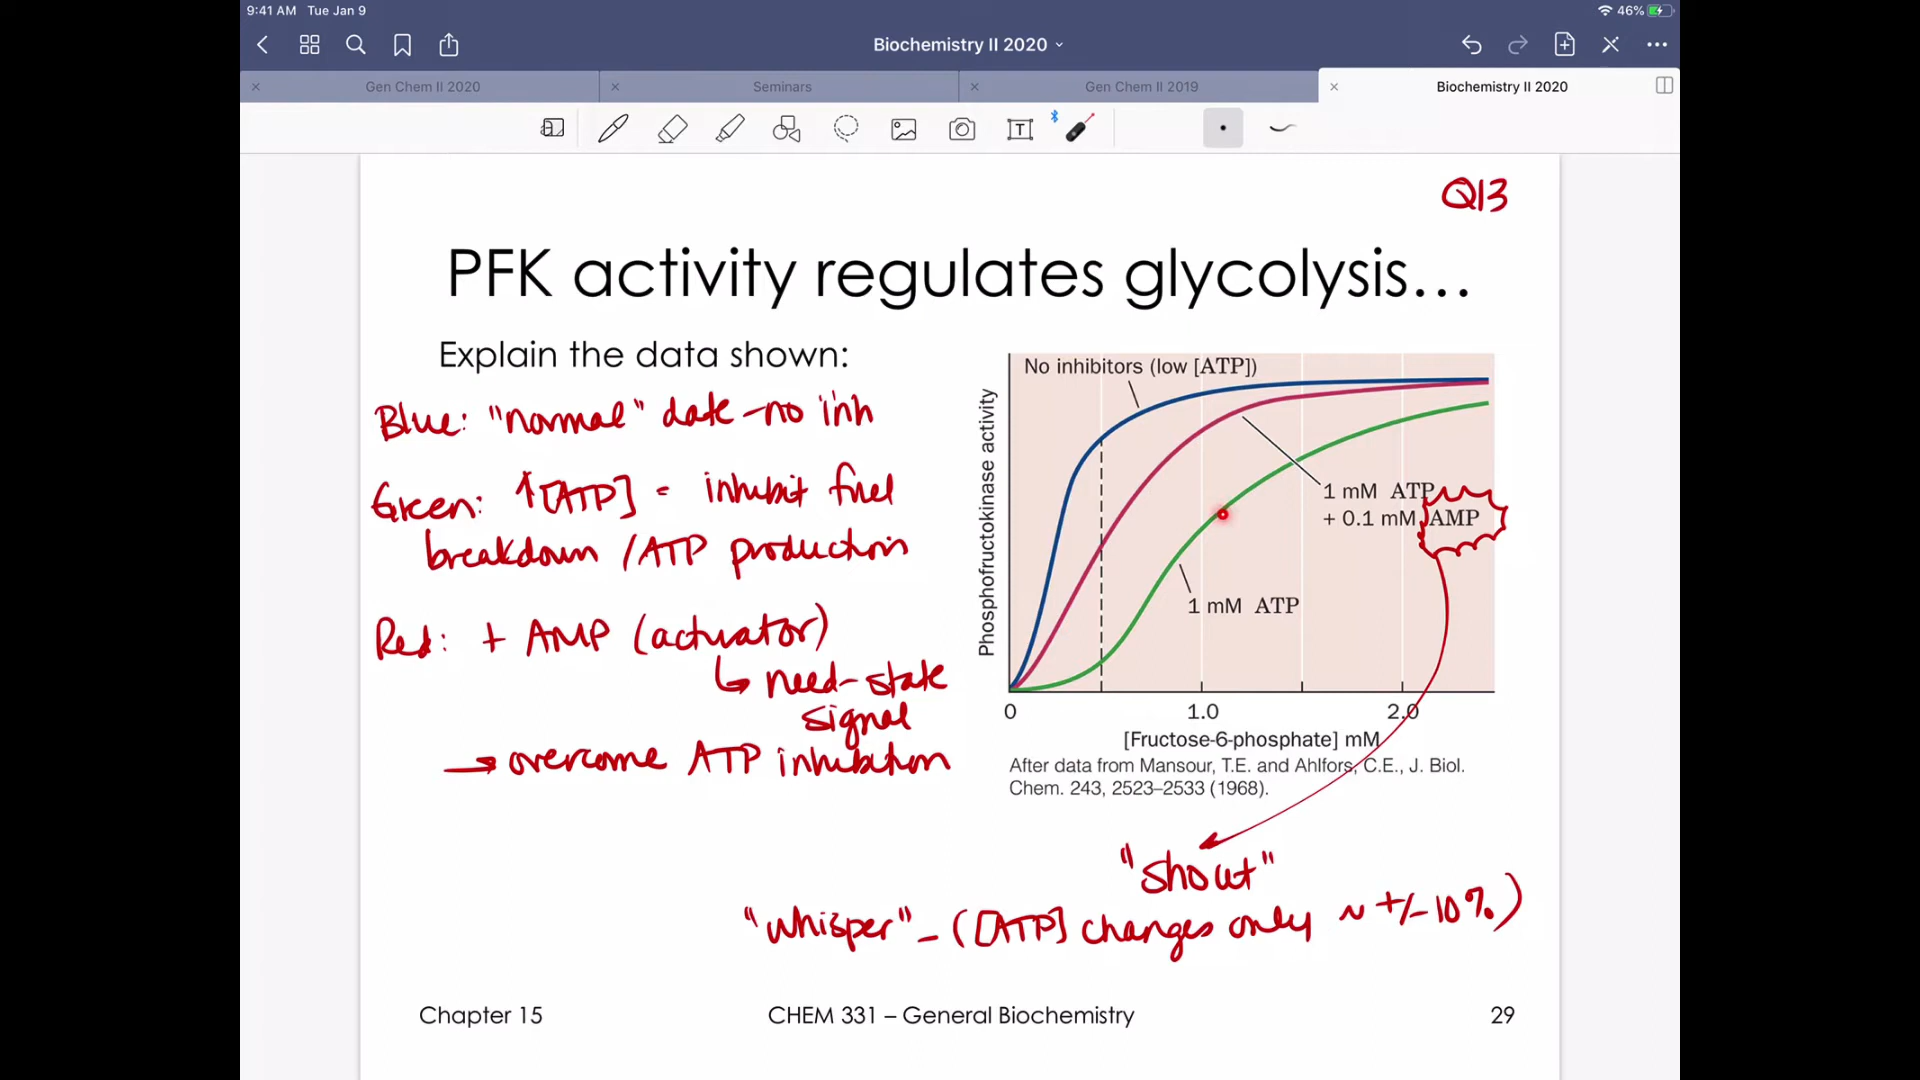 9:41 AM Tue Jan 9
46%
Biochemistry II 2020
Gen Chem II 2020
Seminars
Gen Chem II 2019
Biochemistry II 2020
Q13
PFK activity regulates glycolysis...
Explain the data shown:
Blue: "normal" date - no inh
Green: ↑[ATP] = inhibit fuel
breakdown / ATP production
Red: + AMP (activator)
↳ need-state
signal
→ overcome ATP inhibition
No inhibitors (low [ATP])
Phosphofructokinase activity
1 mM ATP
+ 0.1 mM AMP
1 mM ATP
0 1.0 2.0
[Fructose-6-phosphate] mM
After data from Mansour, T.E. and Ahlfors, C.E., J. Biol.
Chem. 243, 2523–2533 (1968).
"shout"
"whisper" - ([ATP] changes only ~ +/- 10%)
Chapter 15
CHEM 331 – General Biochemistry
29